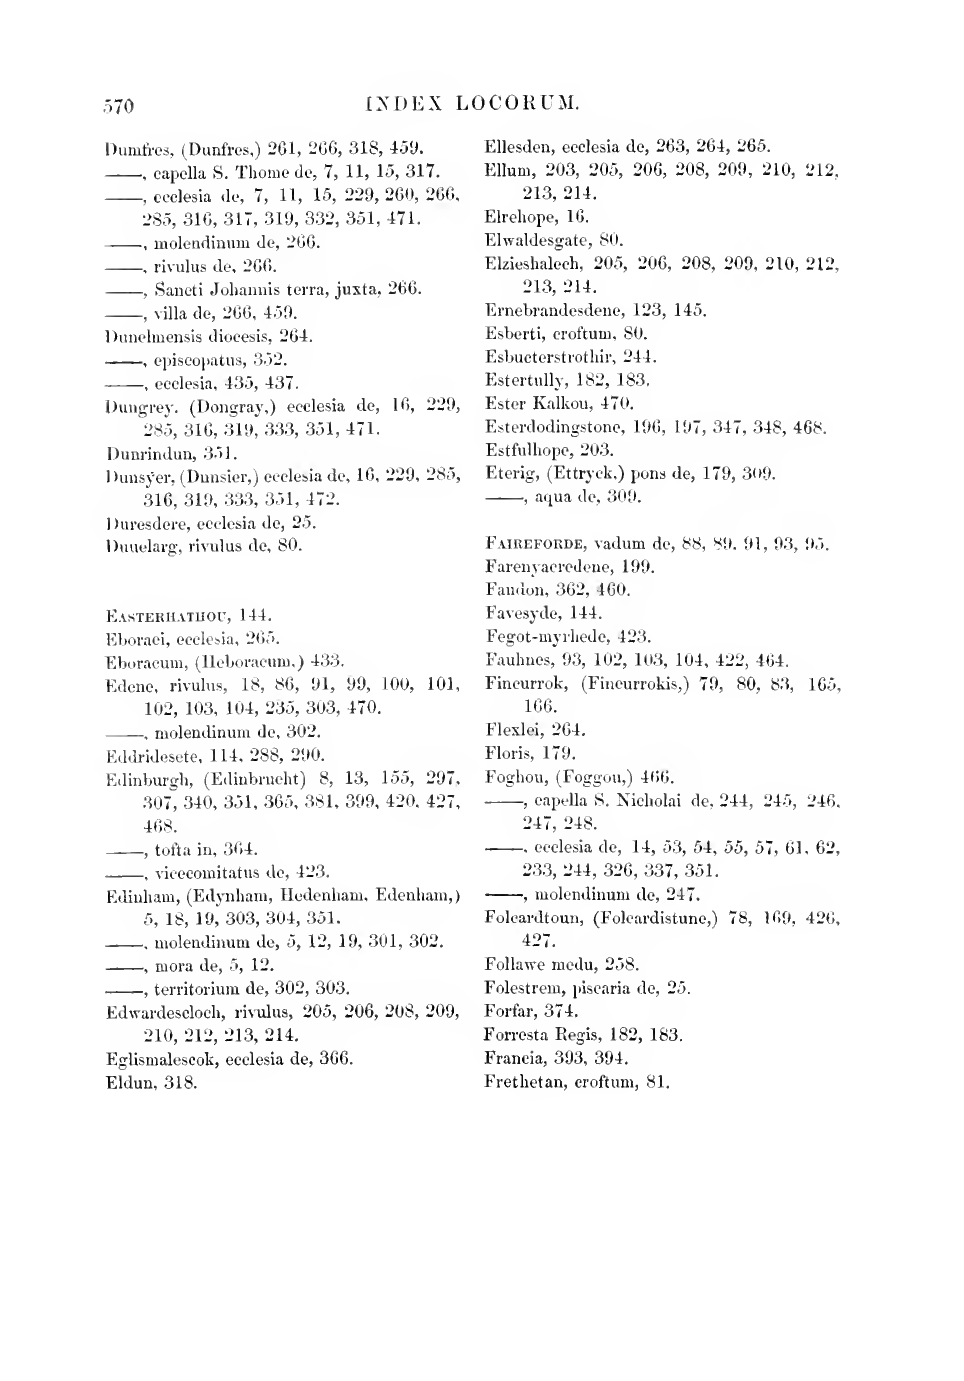 570
INDEX LOCORUM.
Dumfres, (Dunfres,) 261, 266, 318, 459.
———, capella S. Thome de, 7, 11, 15, 317.
———, ecclesia de, 7, 11, 15, 229, 260, 266,
285, 316, 317, 319, 332, 351, 471.
———, molendinum de, 266.
———, rivulus de, 266.
———, Sancti Johannis terra, juxta, 266.
———, villa de, 266, 459.
Dunelmensis diocesis, 264.
———, episcopatus, 352.
———, ecclesia, 435, 437.
Dungrey, (Dongray,) ecclesia de, 16, 229,
285, 316, 319, 333, 351, 471.
Dunrindun, 351.
Dunsyer, (Dunsier,) ecclesia de, 16, 229, 285,
316, 319, 333, 351, 472.
Duresdere, ecclesia de, 25.
Duuelarg, rivulus de, 80.
EASTERHATHOU, 144.
Eboraci, ecclesia, 265.
Eboracum, (Heboracum,) 433.
Edene, rivulus, 18, 86, 91, 99, 100, 101,
102, 103, 104, 235, 303, 470.
———, molendinum de, 302.
Eddridesete, 114, 288, 290.
Edinburgh, (Edinbrucht) 8, 13, 155, 297,
307, 340, 351, 365, 381, 399, 420, 427,
468.
———, tofta in, 364.
———, vicecomitatus de, 423.
Edinham, (Edynham, Hedenham, Edenham,)
5, 18, 19, 303, 304, 351.
———, molendinum de, 5, 12, 19, 301, 302.
———, mora de, 5, 12.
———, territorium de, 302, 303.
Edwardescloch, rivulus, 205, 206, 208, 209,
210, 212, 213, 214.
Eglismalescok, ecclesia de, 366.
Eldun, 318.
Ellesden, ecclesia de, 263, 264, 265.
Ellum, 203, 205, 206, 208, 209, 210, 212,
213, 214.
Elrehope, 16.
Elwaldesgate, 80.
Elzieshalech, 205, 206, 208, 209, 210, 212,
213, 214.
Ernebrandesdene, 123, 145.
Esberti, croftum, 80.
Esbucterstrothir, 244.
Estertully, 182, 183.
Ester Kalkou, 470.
Esterdodingstone, 196, 197, 347, 348, 468.
Estfulhope, 203.
Eterig, (Ettryck,) pons de, 179, 309.
———, aqua de, 309.
FAIREFORDE, vadum de, 88, 89, 91, 93, 95.
Farenyacredene, 199.
Faudon, 362, 460.
Favesyde, 144.
Fegot-myrhede, 423.
Fauhnes, 93, 102, 103, 104, 422, 464.
Fincurrok, (Fincurrokis,) 79, 80, 83, 165,
166.
Flexlei, 264.
Floris, 179.
Foghou, (Foggou,) 466.
———, capella S. Nicholai de, 244, 245, 246,
247, 248.
———, ecclesia de, 14, 53, 54, 55, 57, 61, 62,
233, 244, 326, 337, 351.
———, molendinum de, 247.
Folcardtoun, (Folcardistune,) 78, 169, 426,
427.
Follawe medu, 258.
Folestrem, piscaria de, 25.
Forfar, 374.
Forresta Regis, 182, 183.
Francia, 393, 394.
Frethetan, croftum, 81.